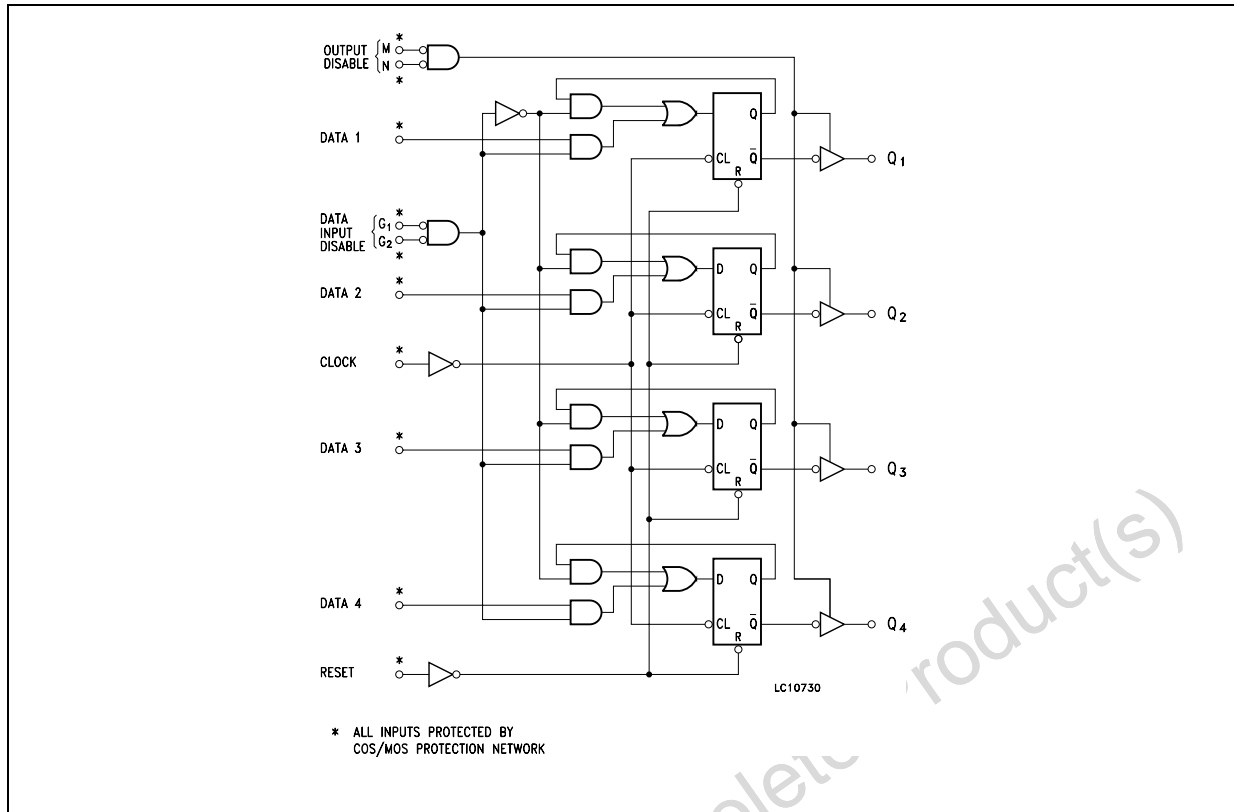 OUTPUT DISABLE { M * N *
DATA 1 *
Q
CL Q̅
R
Q1
DATA INPUT DISABLE { G1 * G2 *
DATA 2 *
D Q
CL Q̅
R
Q2
CLOCK *
DATA 3 *
D Q
CL Q̅
R
Q3
DATA 4 *
D Q
CL Q̅
R
Q4
RESET *
LC10730
* ALL INPUTS PROTECTED BY
COS/MOS PROTECTION NETWORK